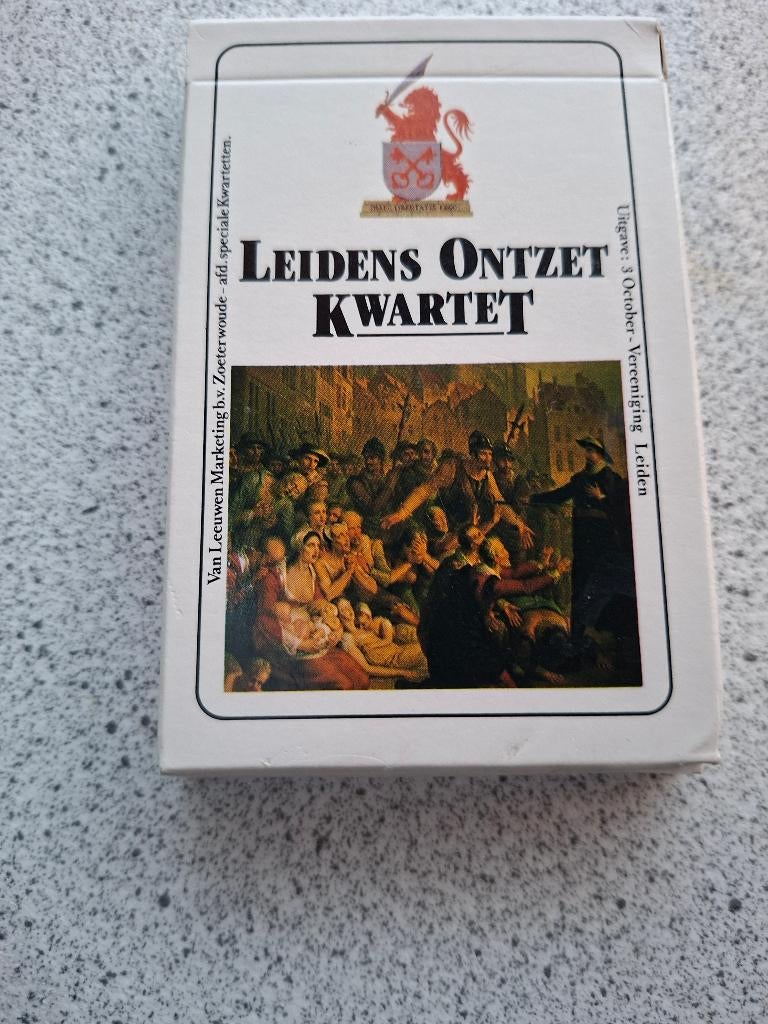 LEIDENS ONTZET
KWARTET
Van Leeuwen Marketing b.v. Zoeterwoude - afd. speciale Kwartetten.
Uitgave: 3 October - Vereeniging Leiden